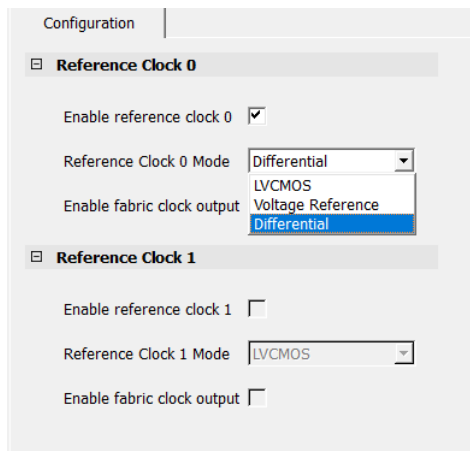 Configuration
Reference Clock 0
Enable reference clock 0
Reference Clock 0 Mode Differential
LVCMOS
Enable fabric clock output Voltage Reference
Differential
Reference Clock 1
Enable reference clock 1
Reference Clock 1 Mode LVCMOS
Enable fabric clock output